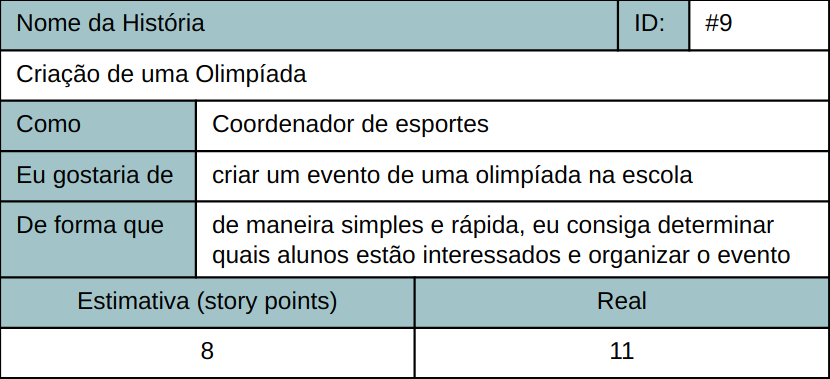 Nome da História ID: #9
Criação de uma Olimpíada
Como Coordenador de esportes
Eu gostaria de criar um evento de uma olimpíada na escola
De forma que de maneira simples e rápida, eu consiga determinar
quais alunos estão interessados e organizar o evento
Estimativa (story points) Real
8 11